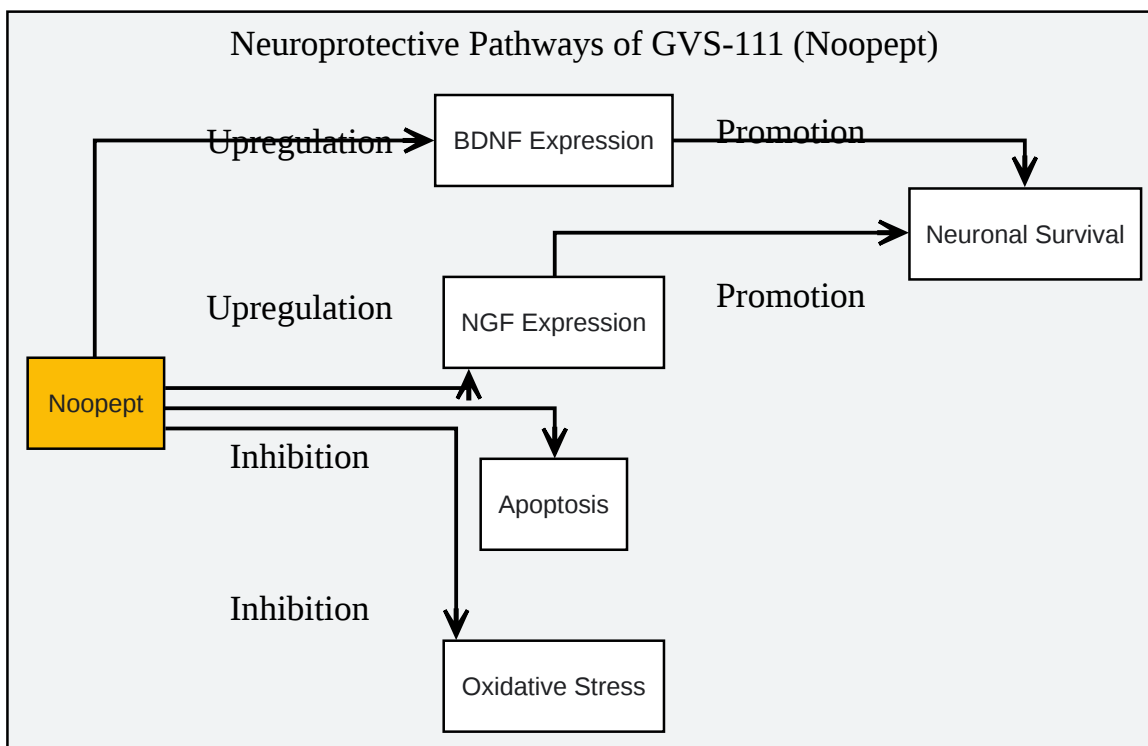 Neuroprotective Pathways of GVS-111 (Noopept)
Upregulation
BDNF Expression
Promotion
Neuronal Survival
Upregulation
NGF Expression
Promotion
Noopept
Inhibition
Apoptosis
Inhibition
Oxidative Stress